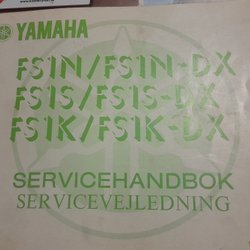 YAMAHA
FS1N/FS1N-DX
FS1S/FS1S-DX
FS1K/FS1K-DX
SERVICEHANDBOK
SERVICEVEJLEDNING